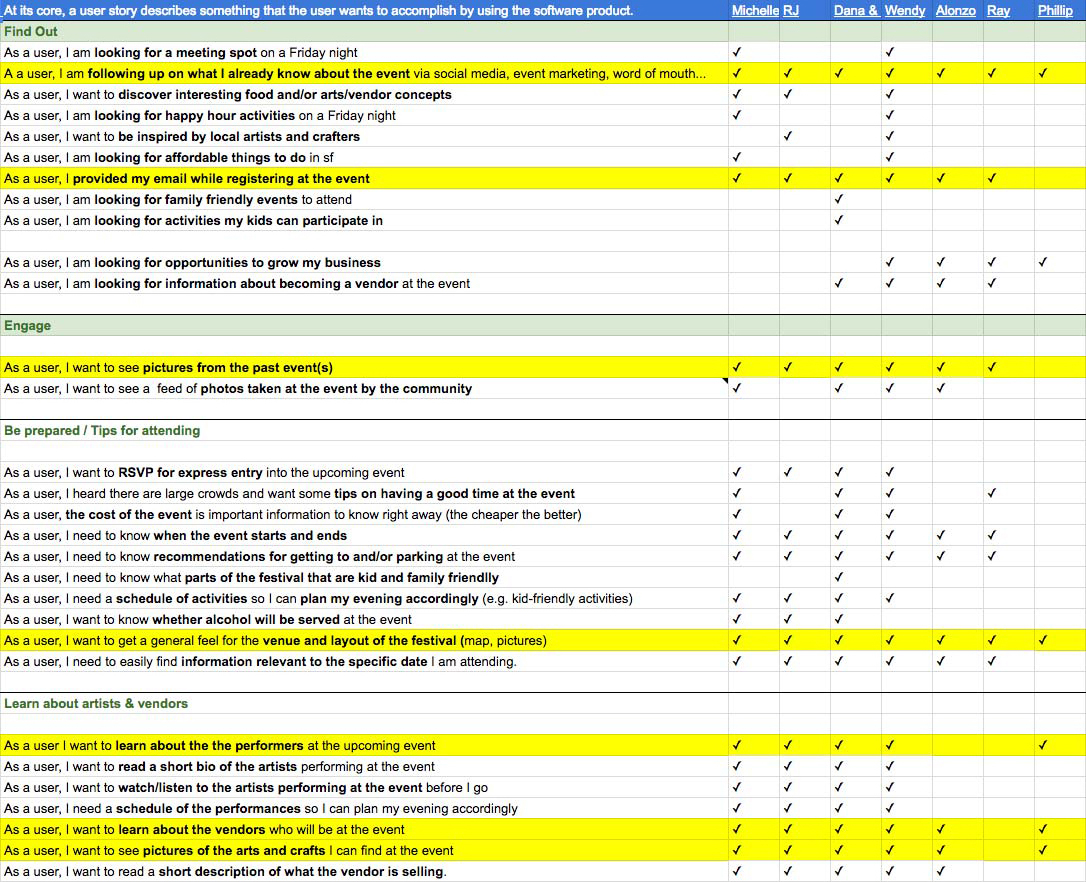 At its core, a user story describes something that the user wants to accomplish by using the software product. Michelle RJ Dana & Wendy Alonzo Ray Phillip
Find Out
As a user, I am looking for a meeting spot on a Friday night ✓ ✓
A a user, I am following up on what I already know about the event via social media, event marketing, word of mouth... ✓ ✓ ✓ ✓ ✓ ✓ ✓
As a user, I want to discover interesting food and/or arts/vendor concepts ✓ ✓ ✓
As a user, I am looking for happy hour activities on a Friday night ✓ ✓
As a user, I want to be inspired by local artists and crafters ✓ ✓
As a user, I am looking for affordable things to do in sf ✓ ✓
As a user, I provided my email while registering at the event ✓ ✓ ✓ ✓ ✓ ✓
As a user, I am looking for family friendly events to attend ✓
As a user, I am looking for activities my kids can participate in ✓
As a user, I am looking for opportunities to grow my business ✓ ✓ ✓ ✓
As a user, I am looking for information about becoming a vendor at the event ✓ ✓ ✓ ✓
Engage
As a user, I want to see pictures from the past event(s) ✓ ✓ ✓ ✓ ✓ ✓
As a user, I want to see a feed of photos taken at the event by the community ✓ ✓ ✓ ✓
Be prepared / Tips for attending
As a user, I want to RSVP for express entry into the upcoming event ✓ ✓ ✓ ✓
As a user, I heard there are large crowds and want some tips on having a good time at the event ✓ ✓ ✓ ✓
As a user, the cost of the event is important information to know right away (the cheaper the better) ✓ ✓ ✓
As a user, I need to know when the event starts and ends ✓ ✓ ✓ ✓ ✓ ✓
As a user, I need to know recommendations for getting to and/or parking at the event ✓ ✓ ✓ ✓ ✓ ✓
As a user, I need to know what parts of the festival that are kid and family friendlly ✓
As a user, I need a schedule of activities so I can plan my evening accordingly (e.g. kid-friendly activities) ✓ ✓ ✓ ✓
As a user, I want to know whether alcohol will be served at the event ✓ ✓ ✓
As a user, I want to get a general feel for the venue and layout of the festival (map, pictures) ✓ ✓ ✓ ✓ ✓ ✓ ✓
As a user, I need to easily find information relevant to the specific date I am attending. ✓ ✓ ✓ ✓ ✓ ✓
Learn about artists & vendors
As a user I want to learn about the the performers at the upcoming event ✓ ✓ ✓ ✓ ✓
As a user, I want to read a short bio of the artists performing at the event ✓ ✓ ✓ ✓
As a user, I want to watch/listen to the artists performing at the event before I go ✓ ✓ ✓ ✓
As a user, I need a schedule of the performances so I can plan my evening accordingly ✓ ✓ ✓ ✓
As a user, I want to learn about the vendors who will be at the event ✓ ✓ ✓ ✓ ✓ ✓
As a user, I want to see pictures of the arts and crafts I can find at the event ✓ ✓ ✓ ✓ ✓ ✓
As a user, I want to read a short description of what the vendor is selling. ✓ ✓ ✓ ✓ ✓